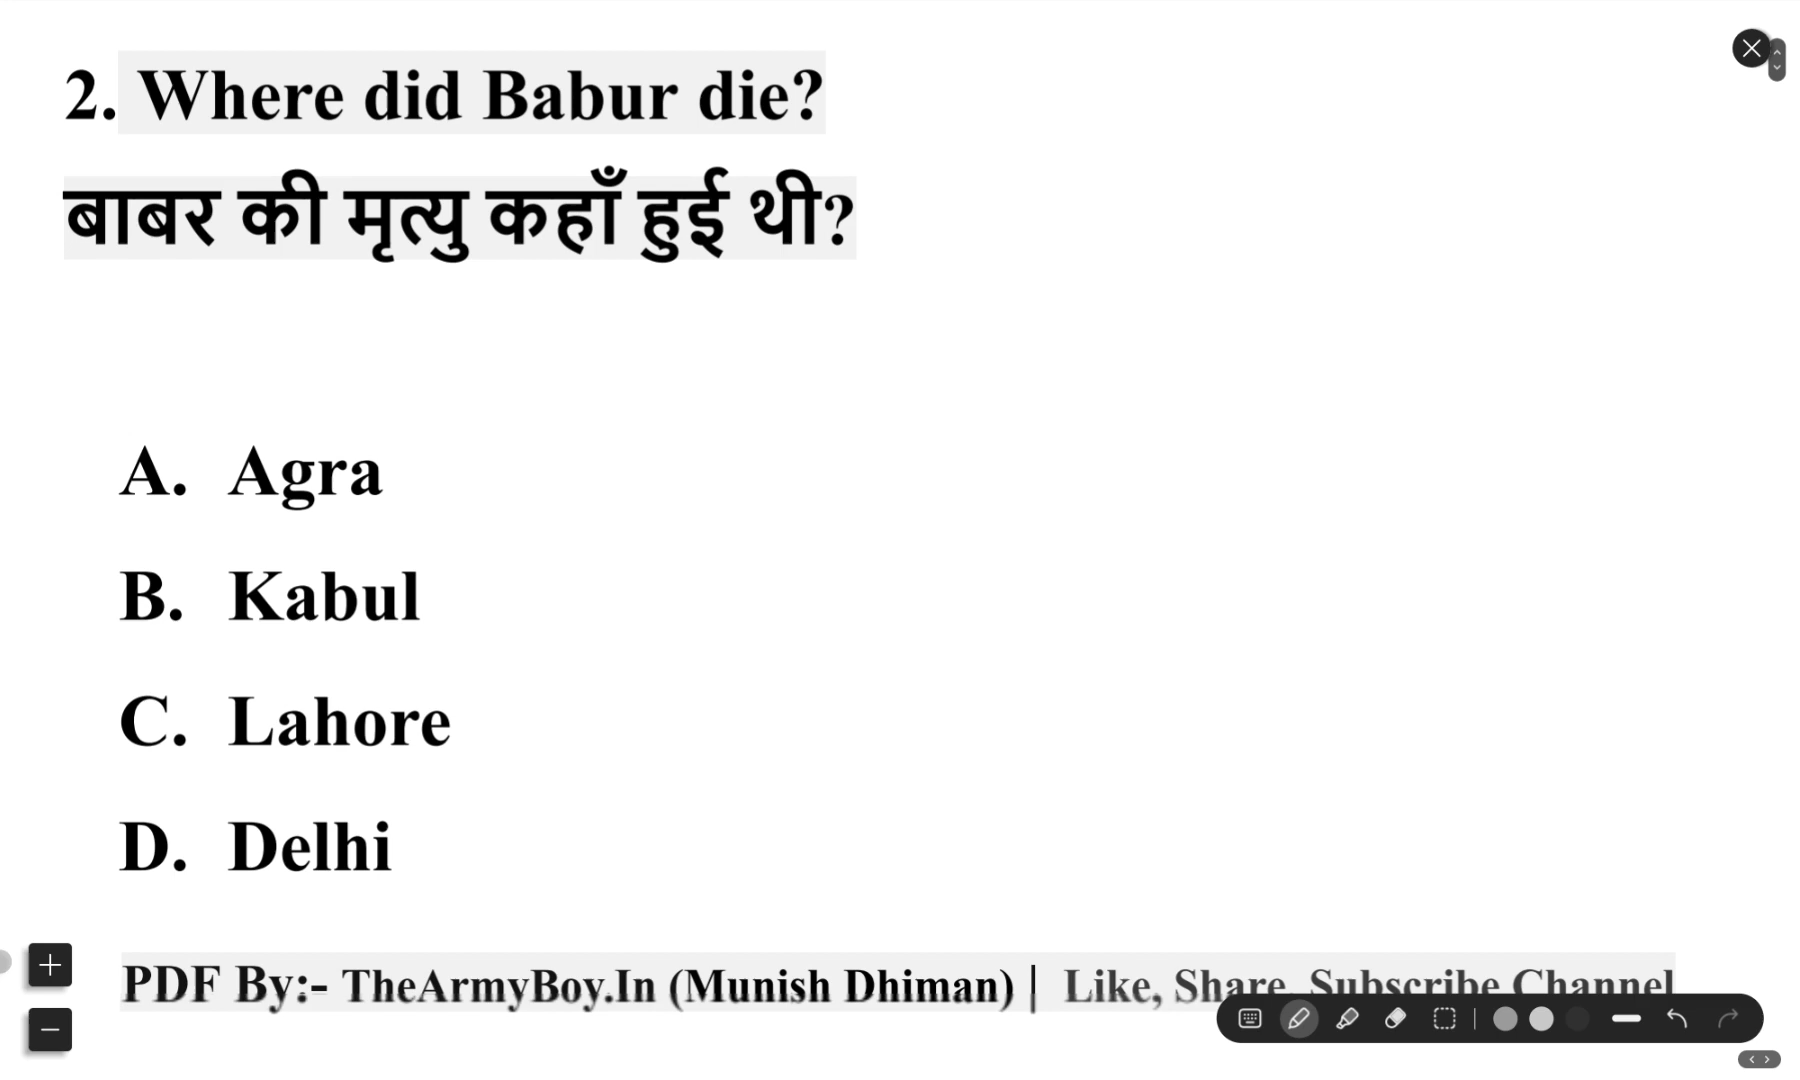 2. Where did Babur die?
बाबर की मृत्यु कहाँ हुई थी?
A. Agra
B. Kabul
C. Lahore
D. Delhi
PDF By:- TheArmyBoy.In (Munish Dhiman) | Like, Share, Subscribe Channel